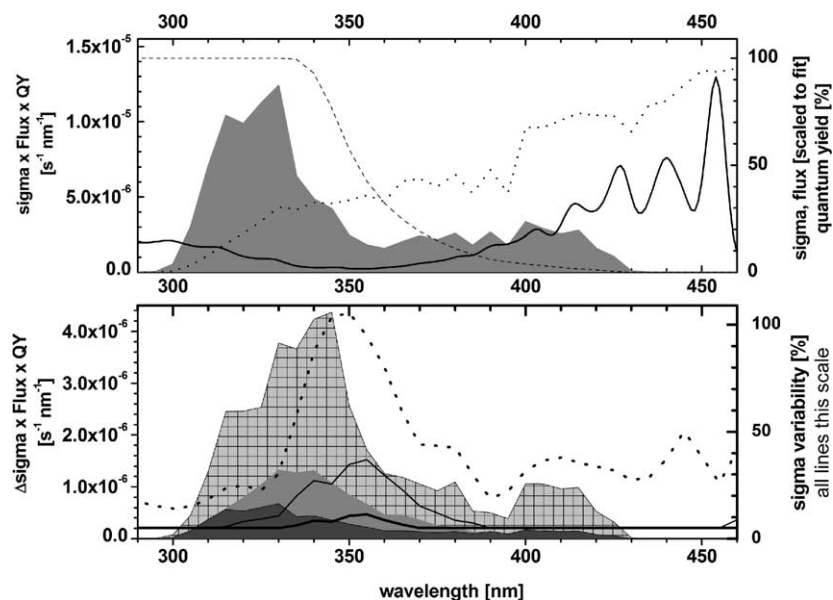 300 350 400 450
1.5x10⁻⁵
1.0x10⁻⁵
5.0x10⁻⁶
0.0
sigma x Flux x QY
[s⁻¹ nm⁻¹]
100
50
0
sigma, flux [scaled to fit]
quantum yield [%]
4.0x10⁻⁶
3.0x10⁻⁶
2.0x10⁻⁶
1.0x10⁻⁶
0.0
Δsigma x Flux x QY
[s⁻¹ nm⁻¹]
100
50
0
sigma variability [%]
all lines this scale
300 350 400 450
300 350 400 450
wavelength [nm]